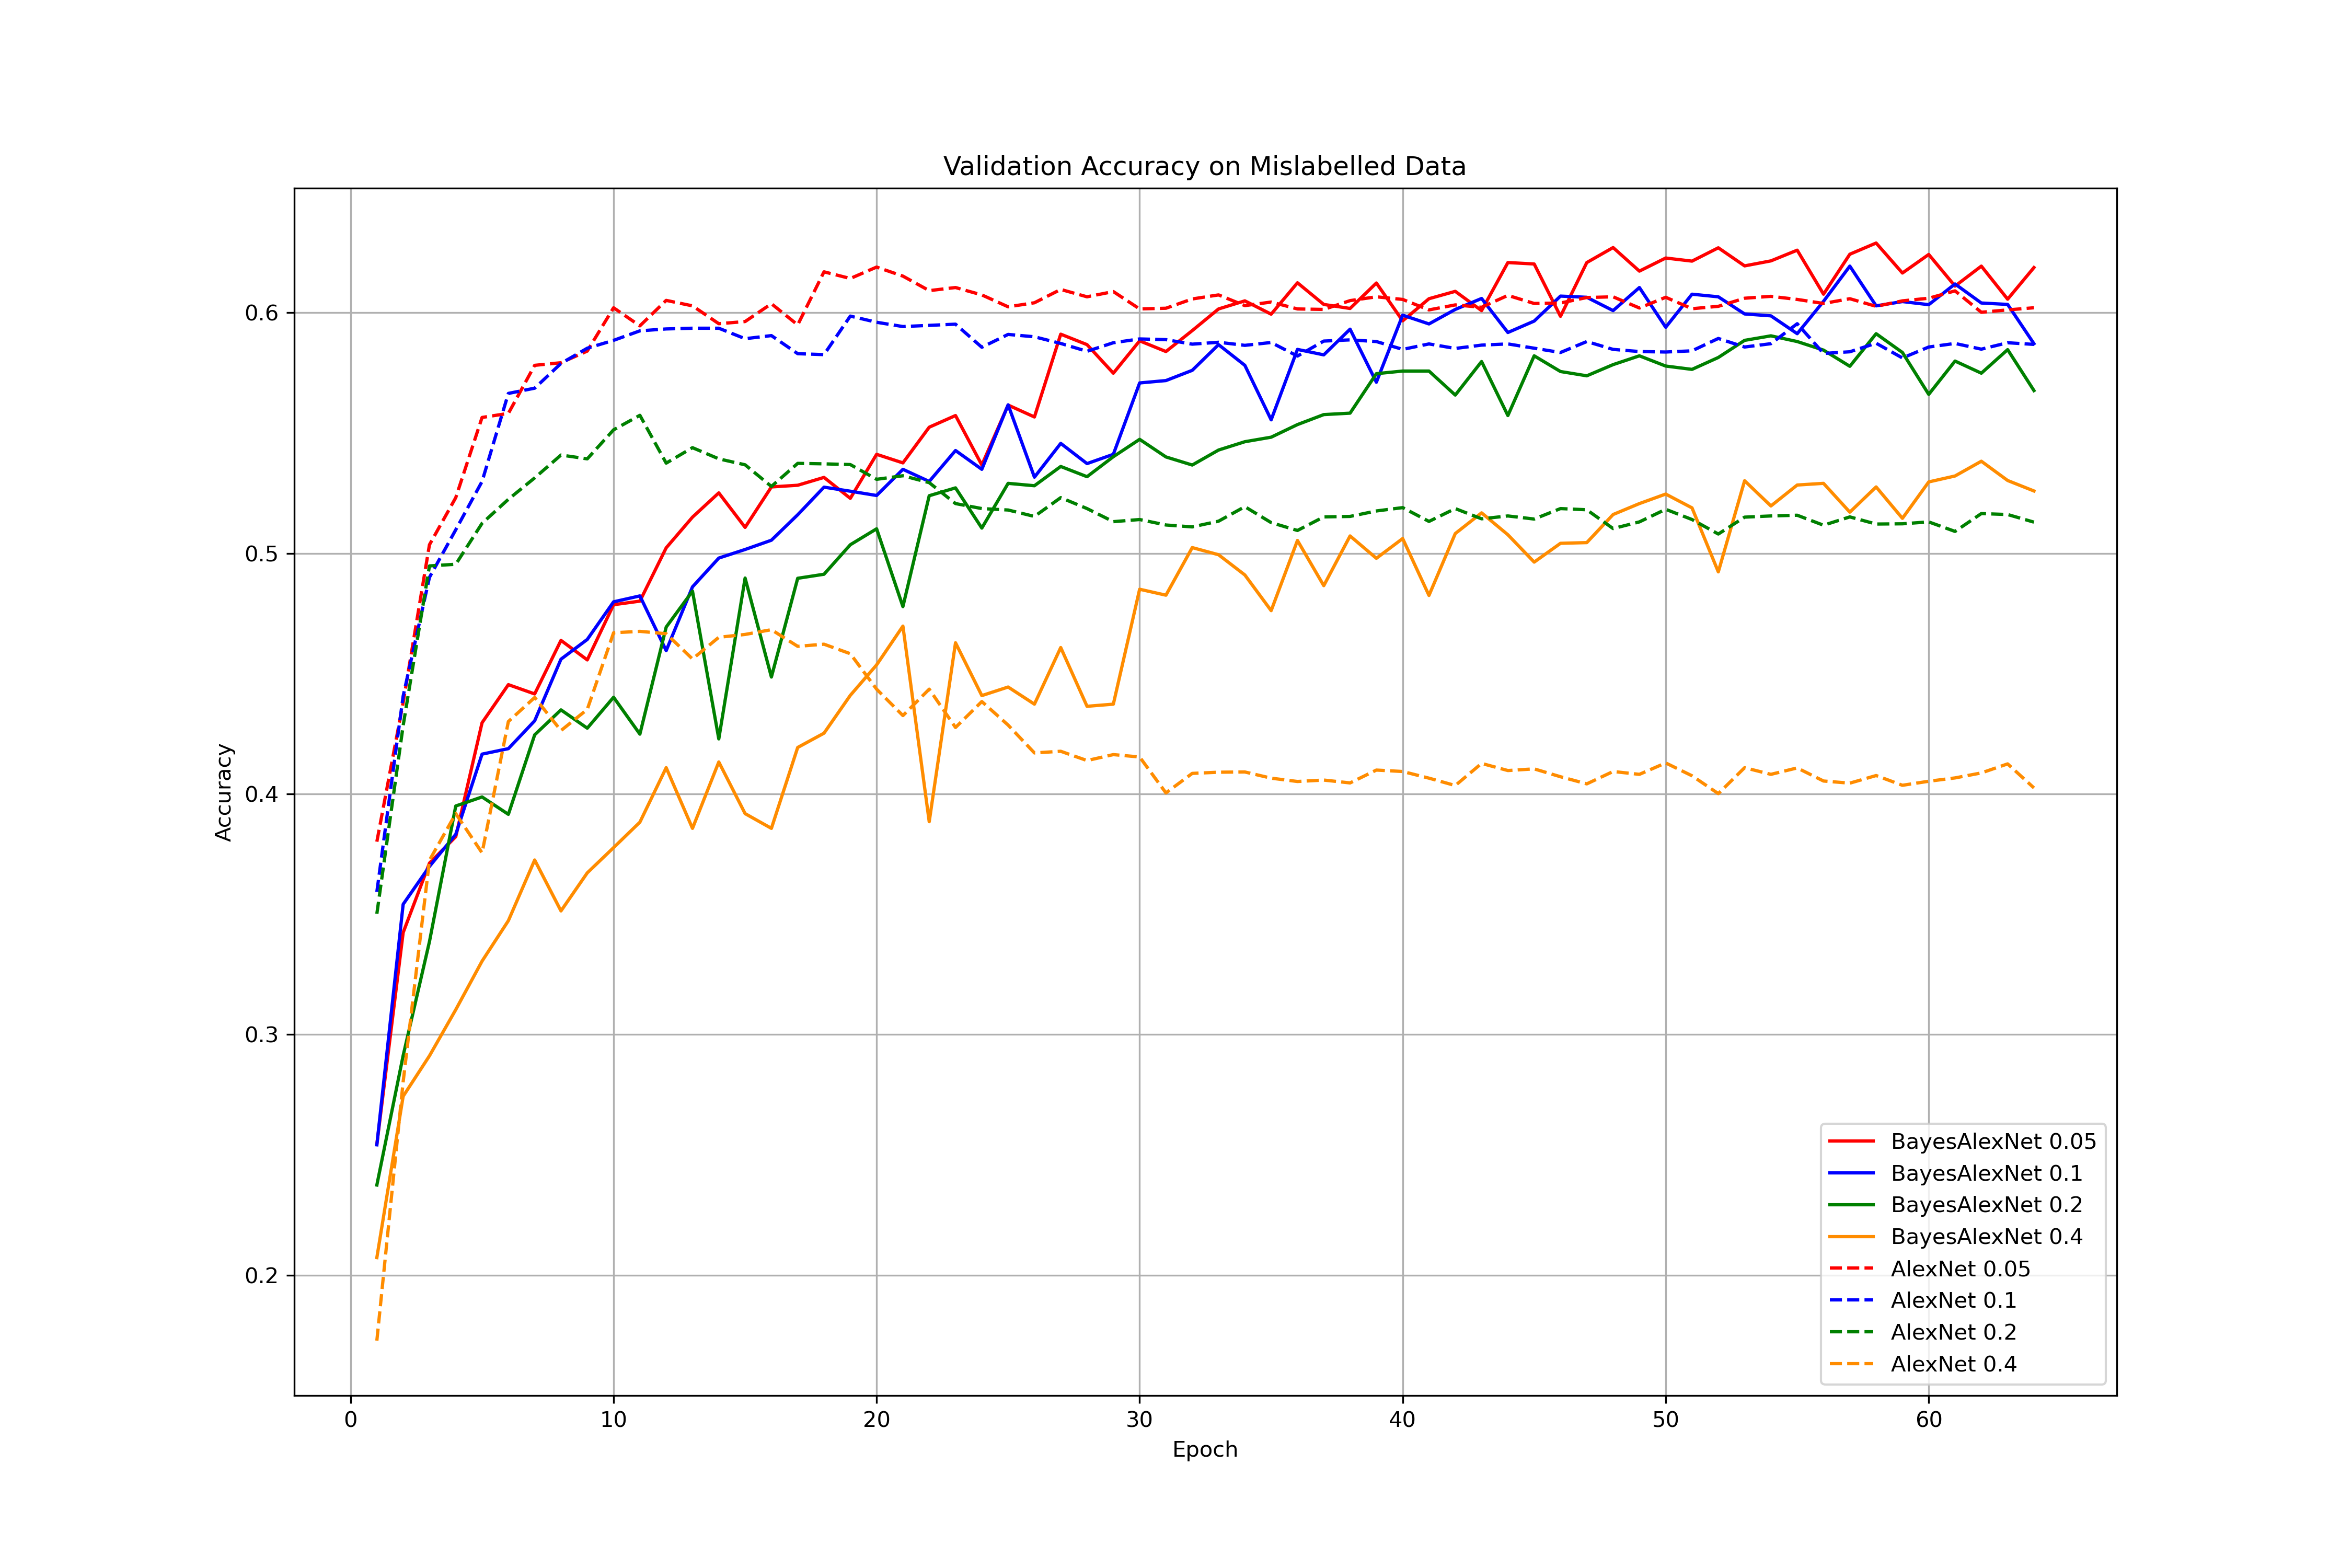 Validation Accuracy on Mislabelled Data
0.6
0.5
0.4
0.3
0.2
Accuracy
0
10
20
30
40
50
60
Epoch
BayesAlexNet 0.05
BayesAlexNet 0.1
BayesAlexNet 0.2
BayesAlexNet 0.4
AlexNet 0.05
AlexNet 0.1
AlexNet 0.2
AlexNet 0.4